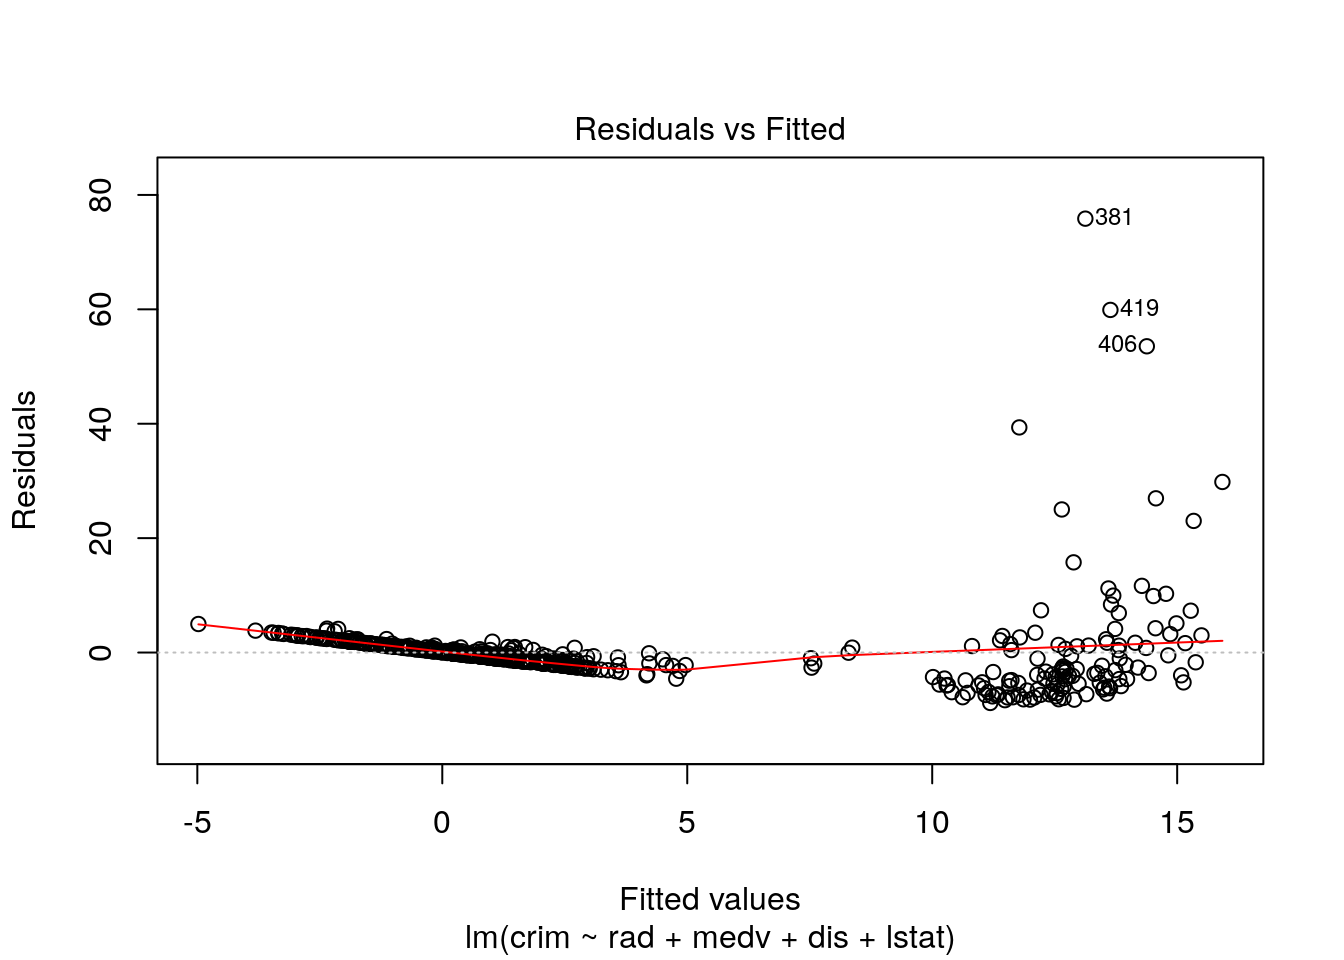 Residuals vs Fitted
80
60
40
20
0
Residuals
381
419
406
-5 0 5 10 15
Fitted values
lm(crim ~ rad + medv + dis + lstat)